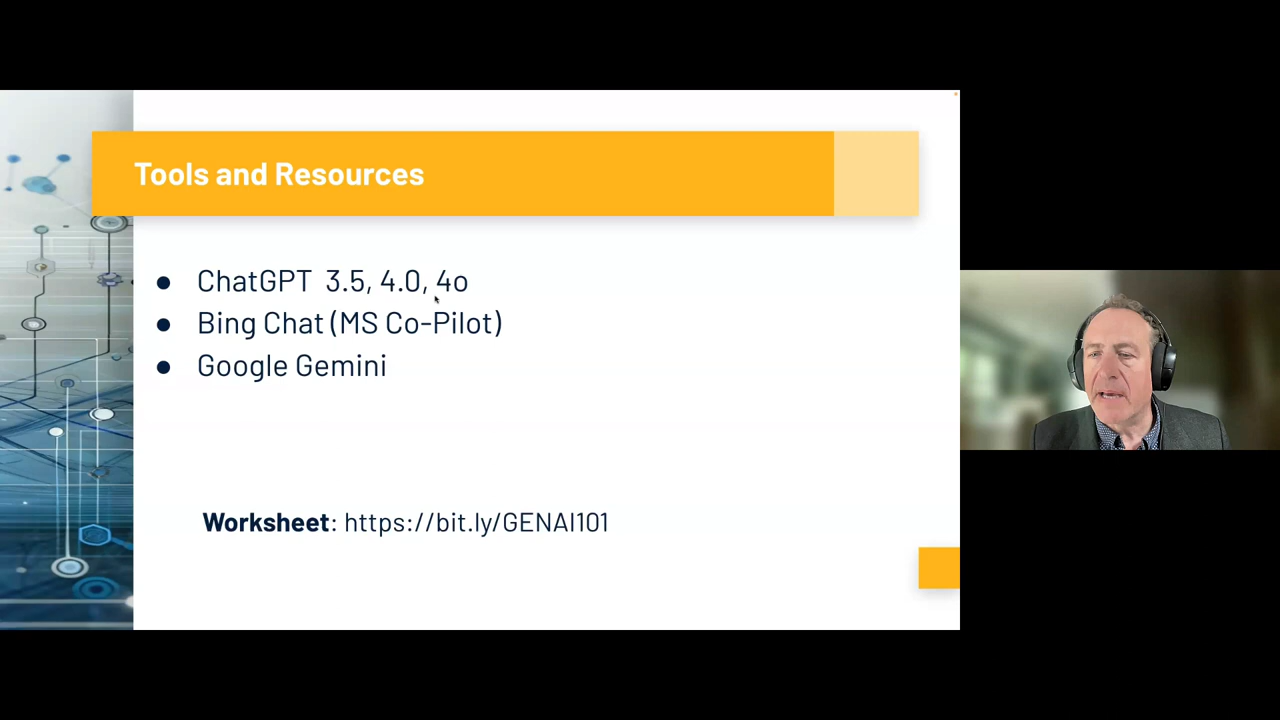 Tools and Resources
● ChatGPT 3.5, 4.0, 4o
● Bing Chat (MS Co-Pilot)
● Google Gemini
Worksheet: https://bit.ly/GENAI101